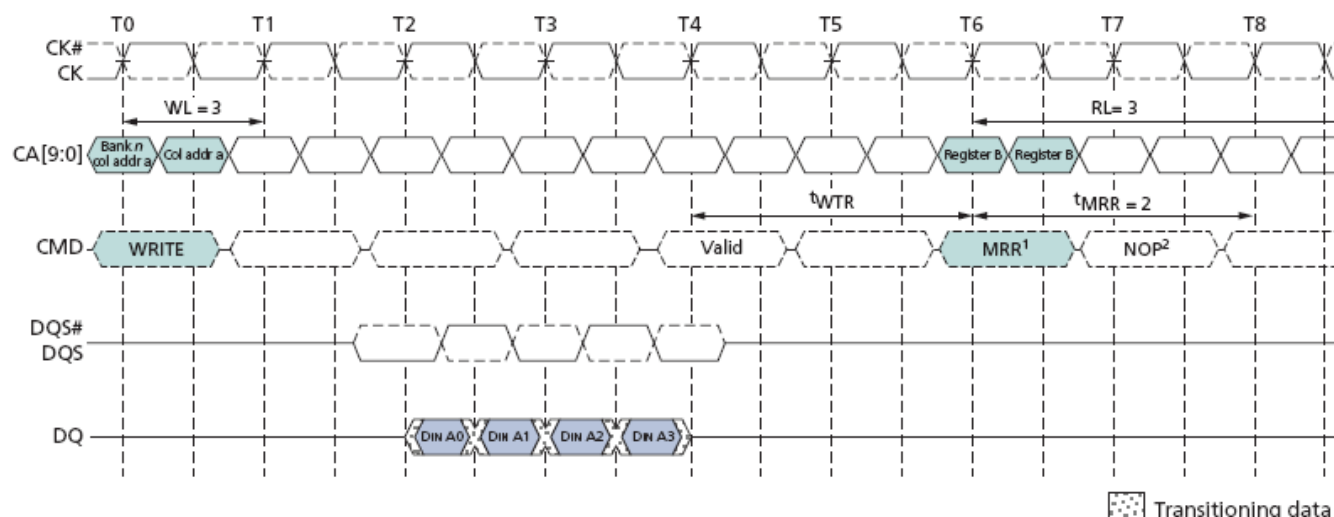 T0 T1 T2 T3 T4 T5 T6 T7 T8
CK#
CK
WL = 3
RL= 3
CA[9:0]
Bank n
col addr a
Col addr a
Register B
Register B
tWTR
tMRR = 2
CMD
WRITE
Valid
MRR1
NOP2
DQS#
DQS
DQ
DIN A0
DIN A1
DIN A2
DIN A3
Transitioning data